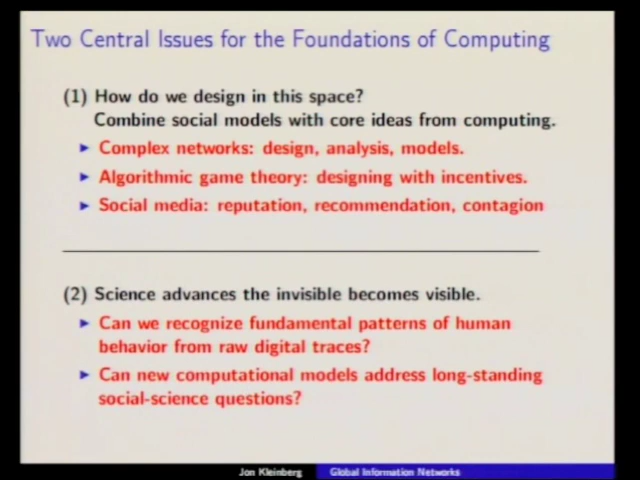 Two Central Issues for the Foundations of Computing
(1) How do we design in this space?
Combine social models with core ideas from computing.
Complex networks: design, analysis, models.
Algorithmic game theory: designing with incentives.
Social media: reputation, recommendation, contagion
(2) Science advances the invisible becomes visible.
Can we recognize fundamental patterns of human
behavior from raw digital traces?
Can new computational models address long-standing
social-science questions?
Jon Kleinberg Global Information Networks